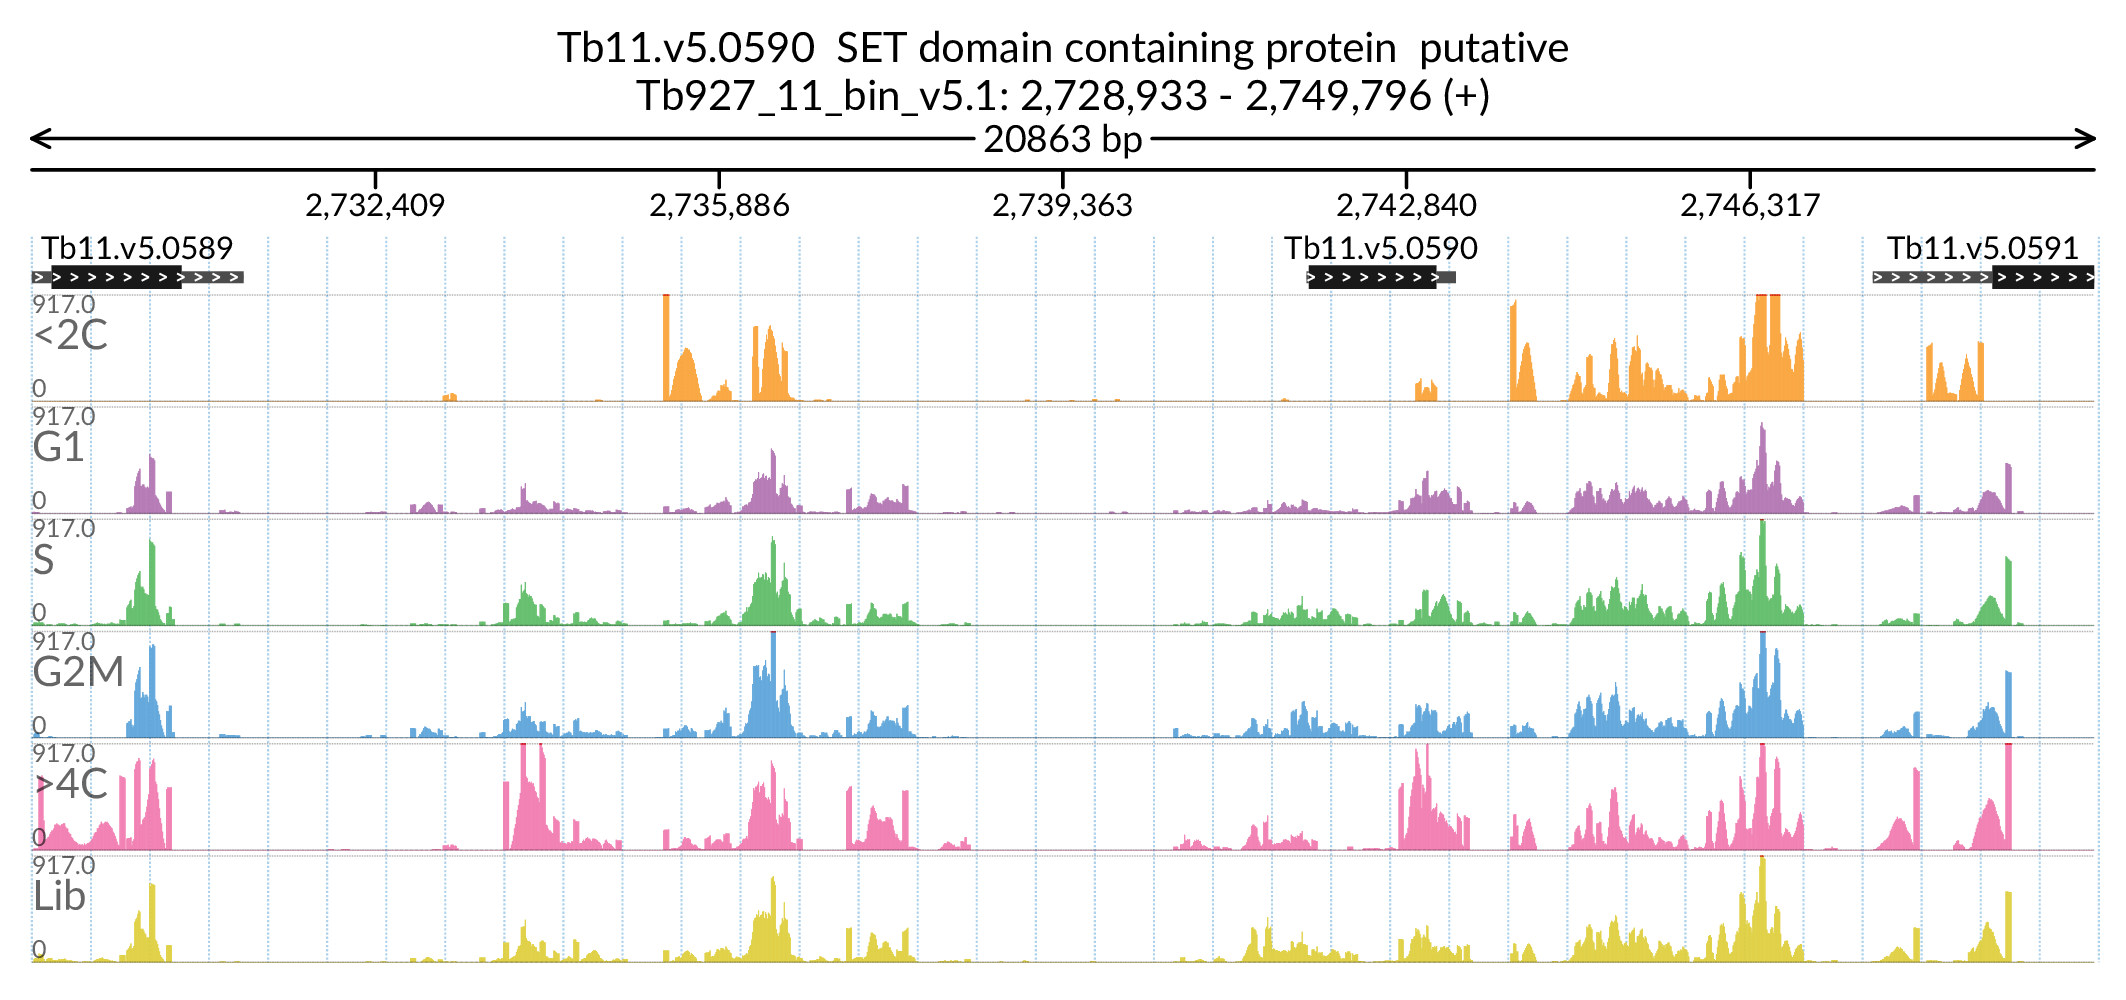 Tb11.v5.0590  SET domain containing protein  putative
Tb927_11_bin_v5.1: 2,728,933 - 2,749,796 (+)
20863 bp
2,732,409 2,735,886 2,739,363 2,742,840 2,746,317
Tb11.v5.0589 Tb11.v5.0590 Tb11.v5.0591
917.0
<2C
0
917.0
G1
0
917.0
S
0
917.0
G2M
0
917.0
>4C
0
917.0
Lib
0